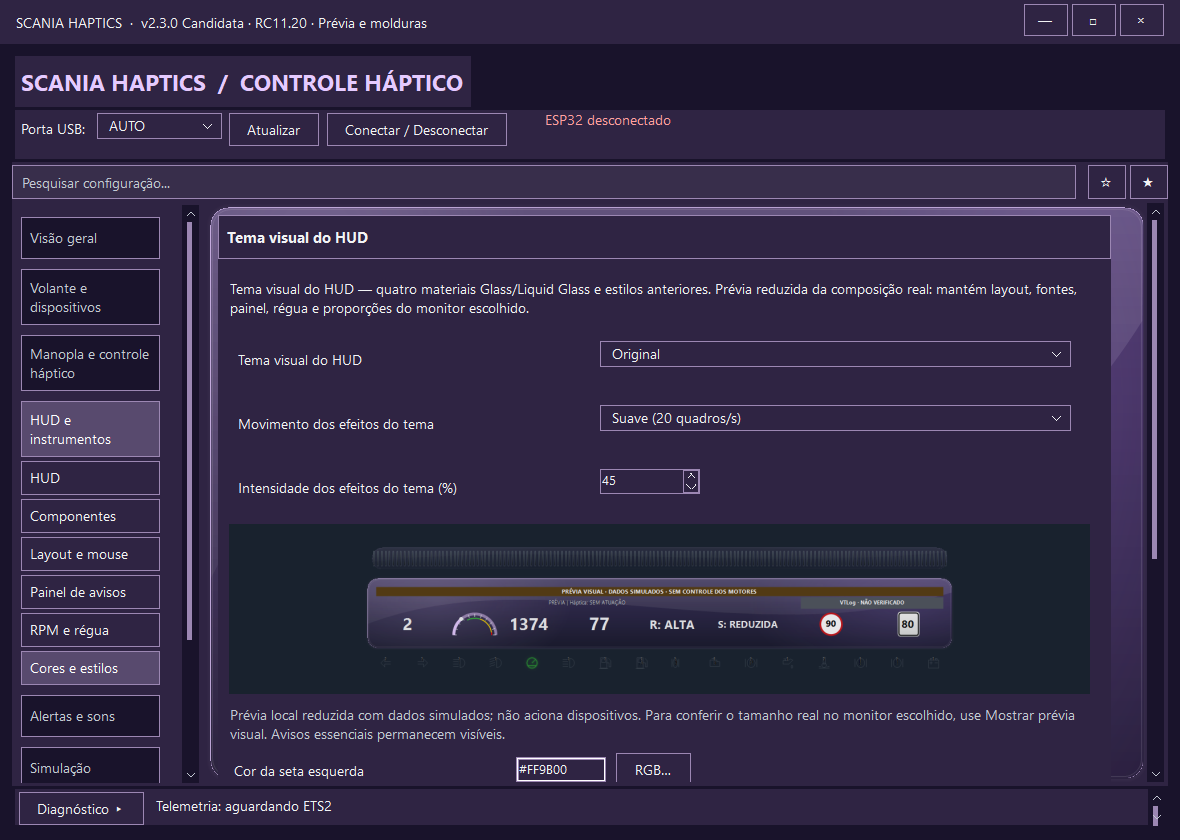 SCANIA HAPTICS · v2.3.0 Candidata · RC11.20 · Prévia e molduras
SCANIA HAPTICS / CONTROLE HÁPTICO
Porta USB:
AUTO
Atualizar
Conectar / Desconectar
ESP32 desconectado
Pesquisar configuração...
Visão geral
Volante e
dispositivos
Manopla e controle
háptico
HUD e
instrumentos
HUD
Componentes
Layout e mouse
Painel de avisos
RPM e régua
Cores e estilos
Alertas e sons
Simulação
Tema visual do HUD
Tema visual do HUD — quatro materiais Glass/Liquid Glass e estilos anteriores. Prévia reduzida da composição real: mantém layout, fontes,
painel, régua e proporções do monitor escolhido.
Tema visual do HUD
Original
Movimento dos efeitos do tema
Suave (20 quadros/s)
Intensidade dos efeitos do tema (%)
45
PRÉVIA VISUAL · DADOS SIMULADOS · SEM CONTROLE DOS MOTORES
PRÉVIA | Háptica: SEM ATUAÇÃO
VTLog · NÃO VERIFICADO
2
1374
77
R: ALTA
S: REDUZIDA
90
80
Prévia local reduzida com dados simulados; não aciona dispositivos. Para conferir o tamanho real no monitor escolhido, use Mostrar prévia
visual. Avisos essenciais permanecem visíveis.
Cor da seta esquerda
#FF9B00
RGB...
Diagnóstico
Telemetria: aguardando ETS2